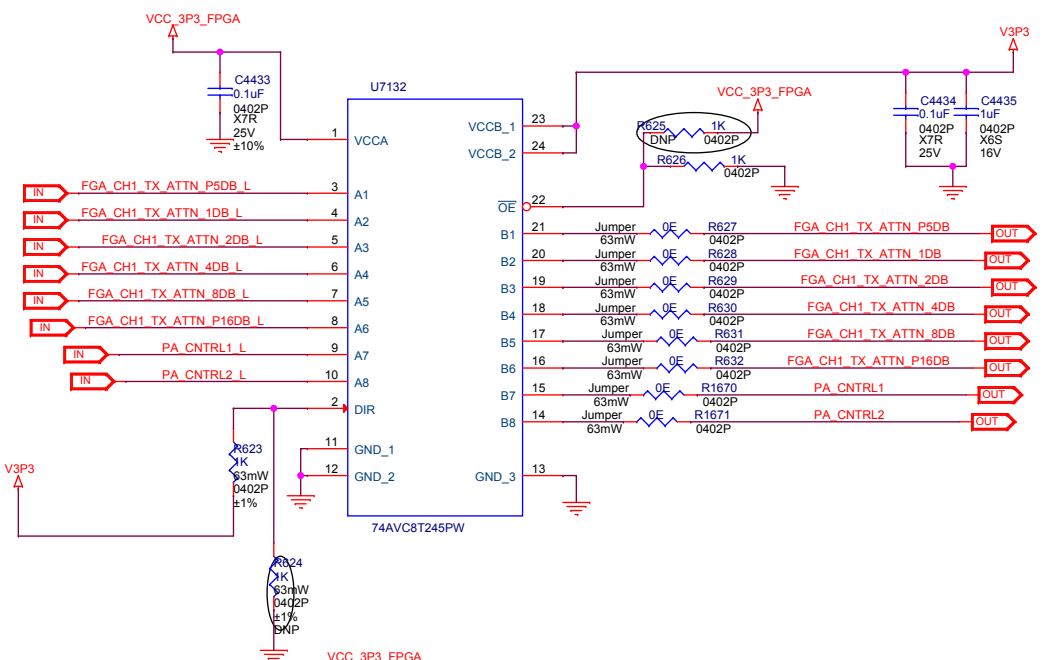 VCC_3P3_FPGA
V3P3
C4433
0.1uF
0402P
X7R
25V
±10%
U7132
VCC_3P3_FPGA
C4434
0.1uF
0402P
X7R
25V
C4435
1uF
0402P
X6S
16V
R625 1K
DNP 0402P
R626 1K
0402P
1 VCCA
VCCB_1 23
VCCB_2 24
OE 22
IN FGA_CH1_TX_ATTN_P5DB_L 3 A1
IN FGA_CH1_TX_ATTN_1DB_L 4 A2
IN FGA_CH1_TX_ATTN_2DB_L 5 A3
IN FGA_CH1_TX_ATTN_4DB_L 6 A4
IN FGA_CH1_TX_ATTN_8DB_L 7 A5
IN FGA_CH1_TX_ATTN_P16DB_L 8 A6
IN PA_CNTRL1_L 9 A7
IN PA_CNTRL2_L 10 A8
B1 21 Jumper 0E R627 FGA_CH1_TX_ATTN_P5DB OUT
63mW 0402P
B2 20 Jumper 0E R628 FGA_CH1_TX_ATTN_1DB OUT
63mW 0402P
B3 19 Jumper 0E R629 FGA_CH1_TX_ATTN_2DB OUT
63mW 0402P
B4 18 Jumper 0E R630 FGA_CH1_TX_ATTN_4DB OUT
63mW 0402P
B5 17 Jumper 0E R631 FGA_CH1_TX_ATTN_8DB OUT
63mW 0402P
B6 16 Jumper 0E R632 FGA_CH1_TX_ATTN_P16DB OUT
63mW 0402P
B7 15 Jumper 0E R1670 PA_CNTRL1 OUT
63mW 0402P
B8 14 Jumper 0E R1671 PA_CNTRL2 OUT
63mW 0402P
2 DIR
11 GND_1
12 GND_2
GND_3 13
74AVC8T245PW
R623
1K
63mW
0402P
±1%
V3P3
R624
1K
63mW
0402P
±1%
DNP
VCC_3P3_FPGA